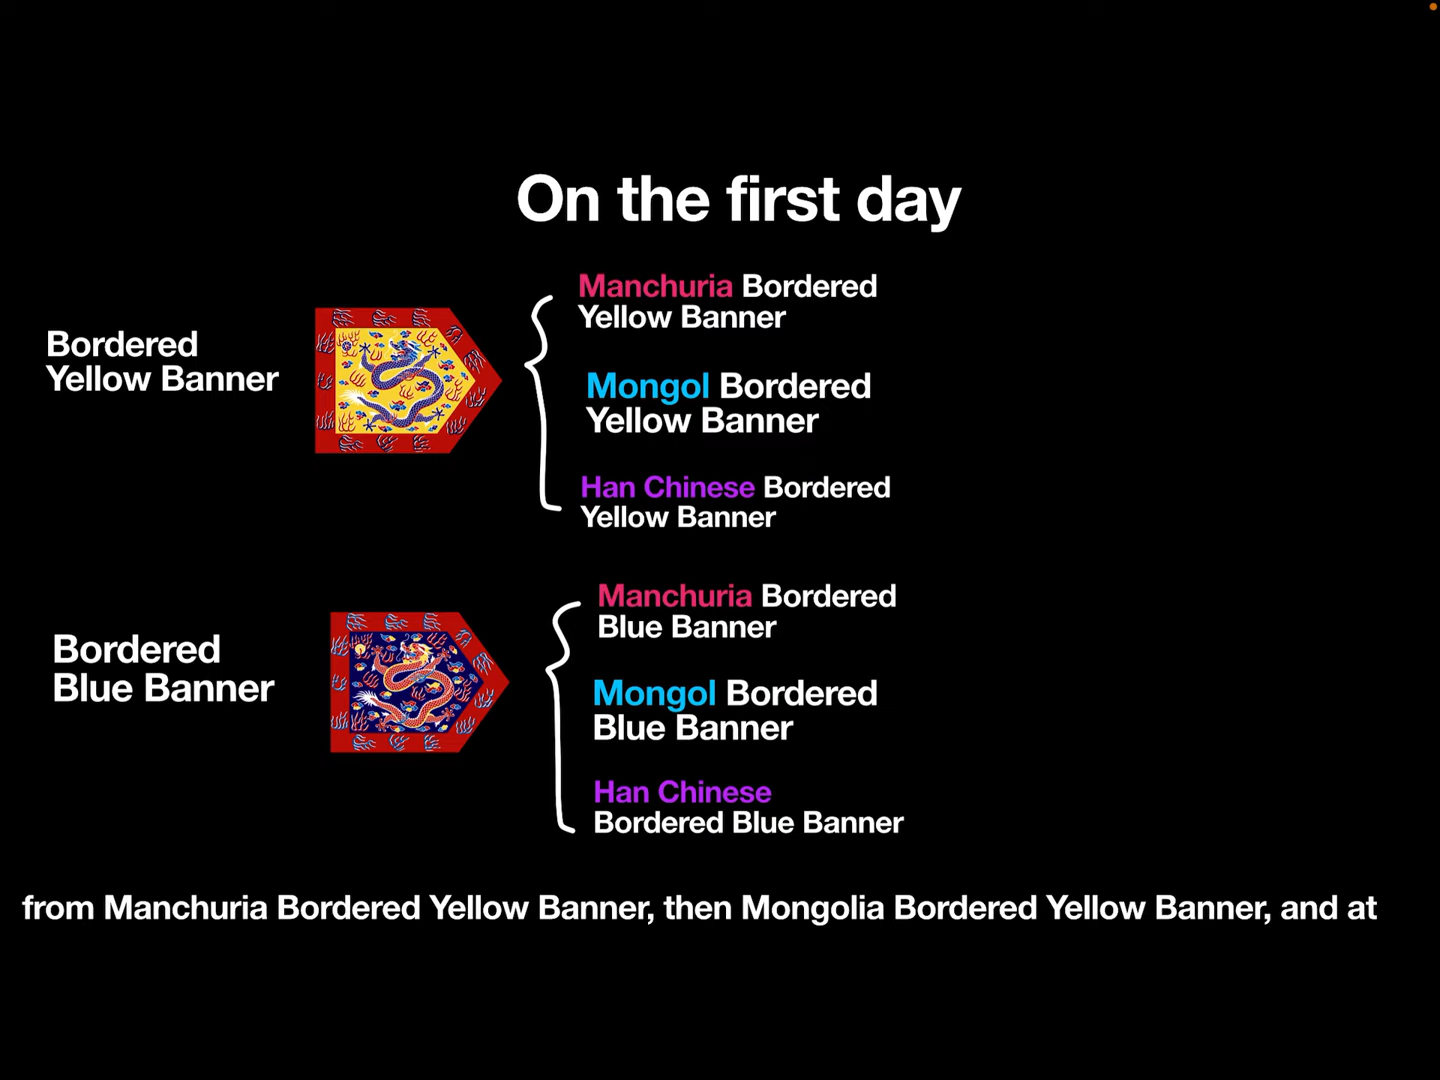 On the first day
Bordered
Yellow Banner
Manchuria Bordered
Yellow Banner
Mongol Bordered
Yellow Banner
Han Chinese Bordered
Yellow Banner
Bordered
Blue Banner
Manchuria Bordered
Blue Banner
Mongol Bordered
Blue Banner
Han Chinese
Bordered Blue Banner
from Manchuria Bordered Yellow Banner, then Mongolia Bordered Yellow Banner, and at